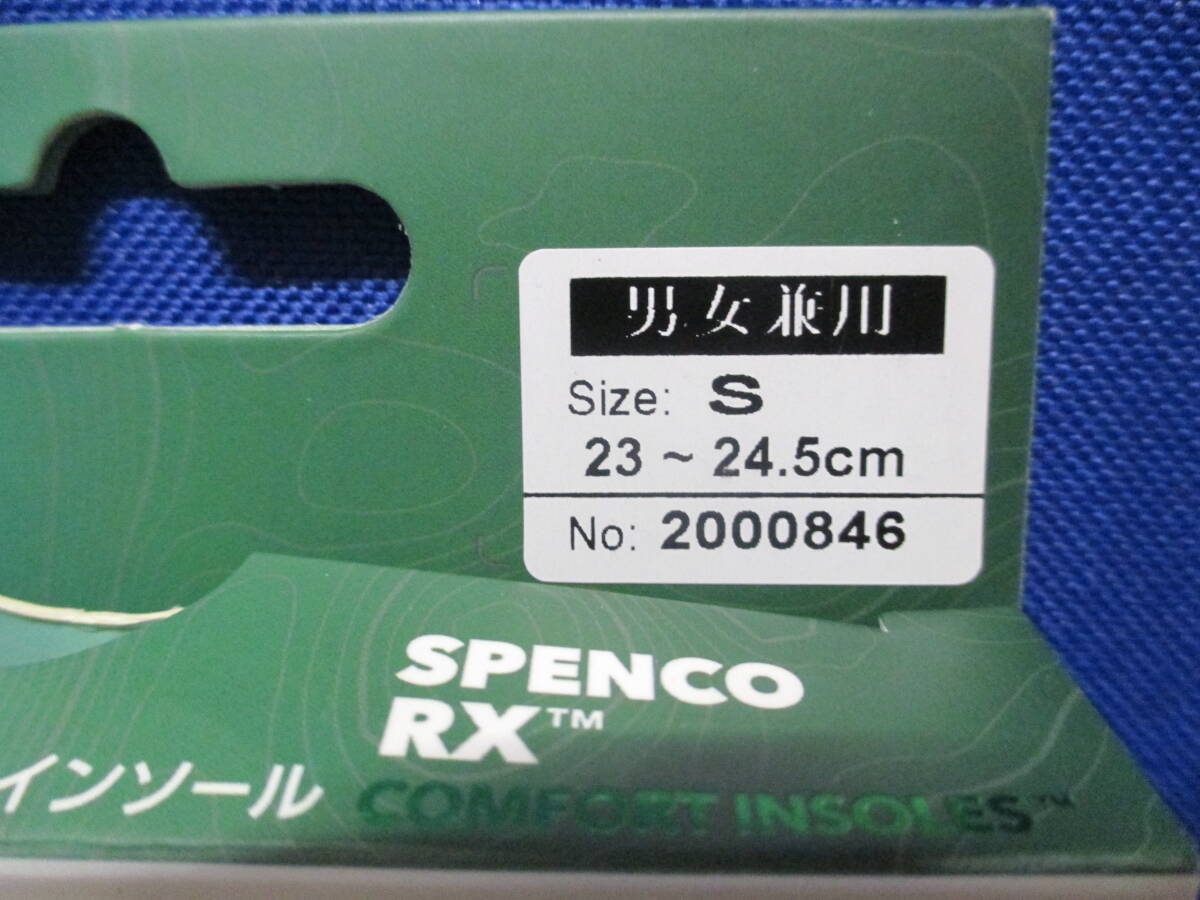 男女兼用
Size: S
23 ~ 24.5cm
No: 2000846
SPENCO
RX™
インソール
COMFORT INSOLES™